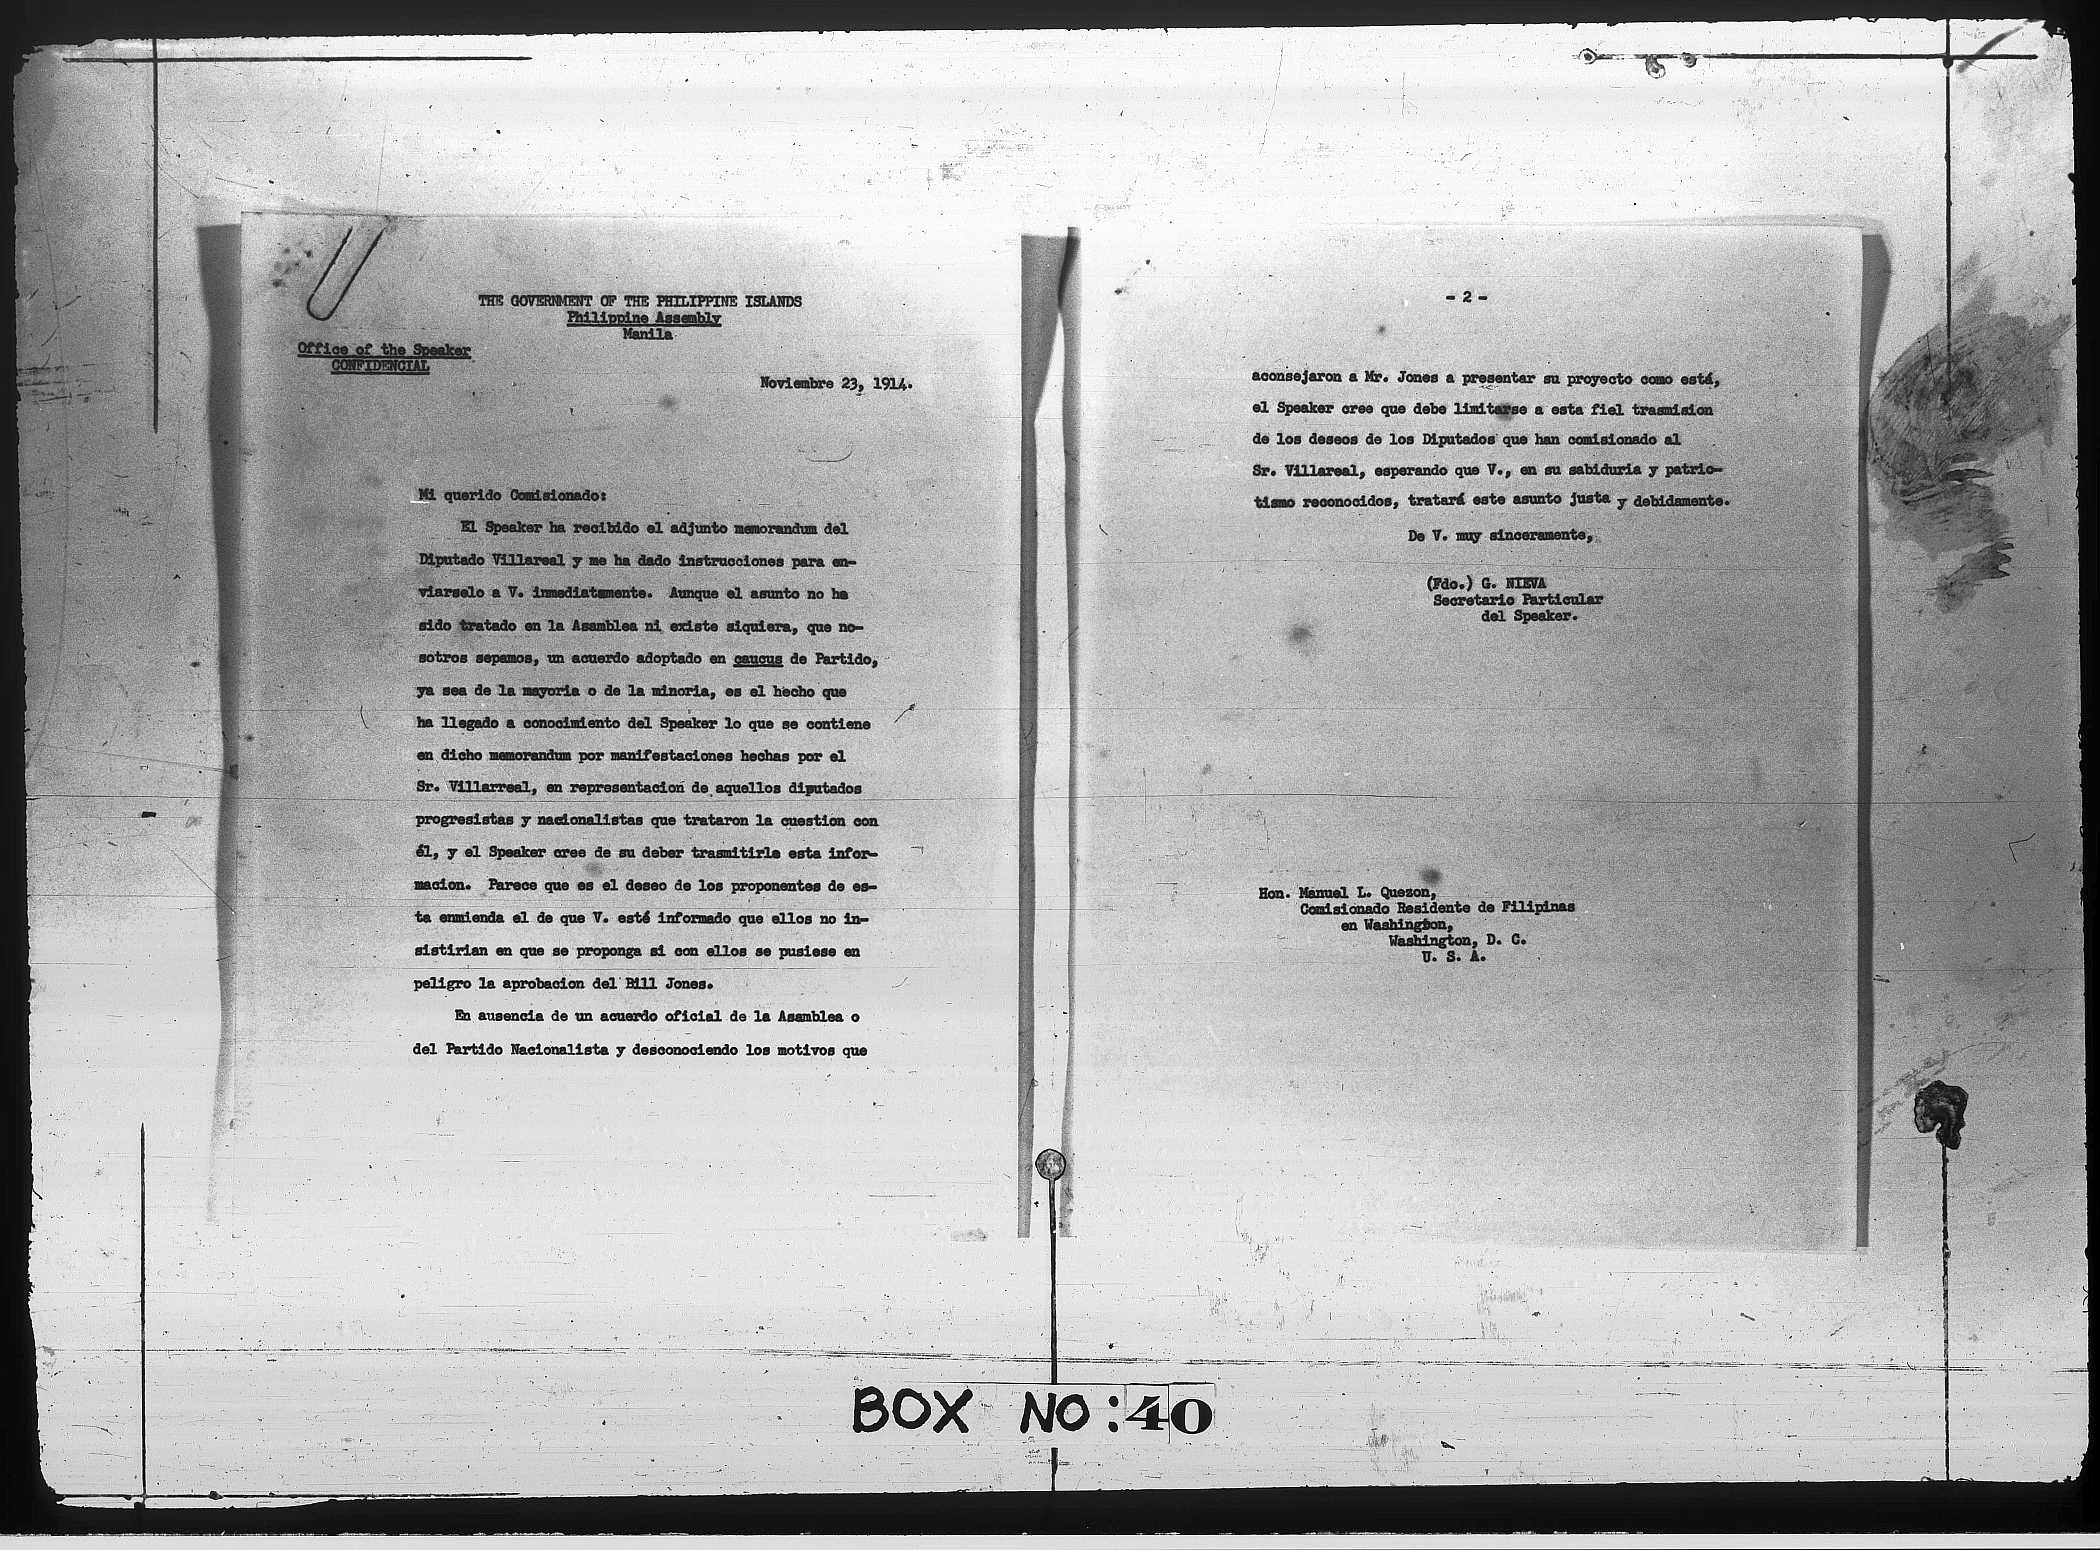 THE GOVERNMENT OF THE PHILIPPINE ISLANDS
Philippine Assembly
Manila
Office of the Speaker
CONFIDENCIAL
Noviembre 23, 1914.
Mi querido Comisionado:
El Speaker ha recibido el adjunto memorandum del
Diputado Villareal y me ha dado instrucciones para en-
viarselo a V. inmediatamente. Aunque el asunto no ha
sido tratado en la Asamblea ni existe siquiera, que no-
sotros sepamos, un acuerdo adoptado en caucus de Partido,
ya sea de la mayoria o de la minoria, es el hecho que
ha llegado a conocimiento del Speaker lo que se contiene
en dicho memorandum por manifestaciones hechas por el
Sr. Villarreal, en representacion de aquellos diputados
progresistas y nacionalistas que trataron la cuestion con
él, y el Speaker cree de su deber trasmitirle esta infor-
macion. Parece que es el deseo de los proponentes de es-
ta enmienda el de que V. esté informado que ellos no in-
sistirian en que se proponga si con ellos se pusiese en
peligro la aprobacion del Bill Jones.
En ausencia de un acuerdo oficial de la Asamblea o
del Partido Nacionalista y desconociendo los motivos que
- 2 -
aconsejaron a Mr. Jones a presentar su proyecto como está,
el Speaker cree que debe limitarse a esta fiel trasmision
de los deseos de los Diputados que han comisionado al
Sr. Villareal, esperando que V., en su sabiduria y patrio-
tismo reconocidos, tratará este asunto justa y debidamente.
De V. muy sinceramente,
(Fdo.) G. NIEVA
Secretario Particular
del Speaker.
Hon. Manuel L. Quezon,
Comisionado Residente de Filipinas
en Washington,
Washington, D. C.
U. S. A.
BOX NO:40